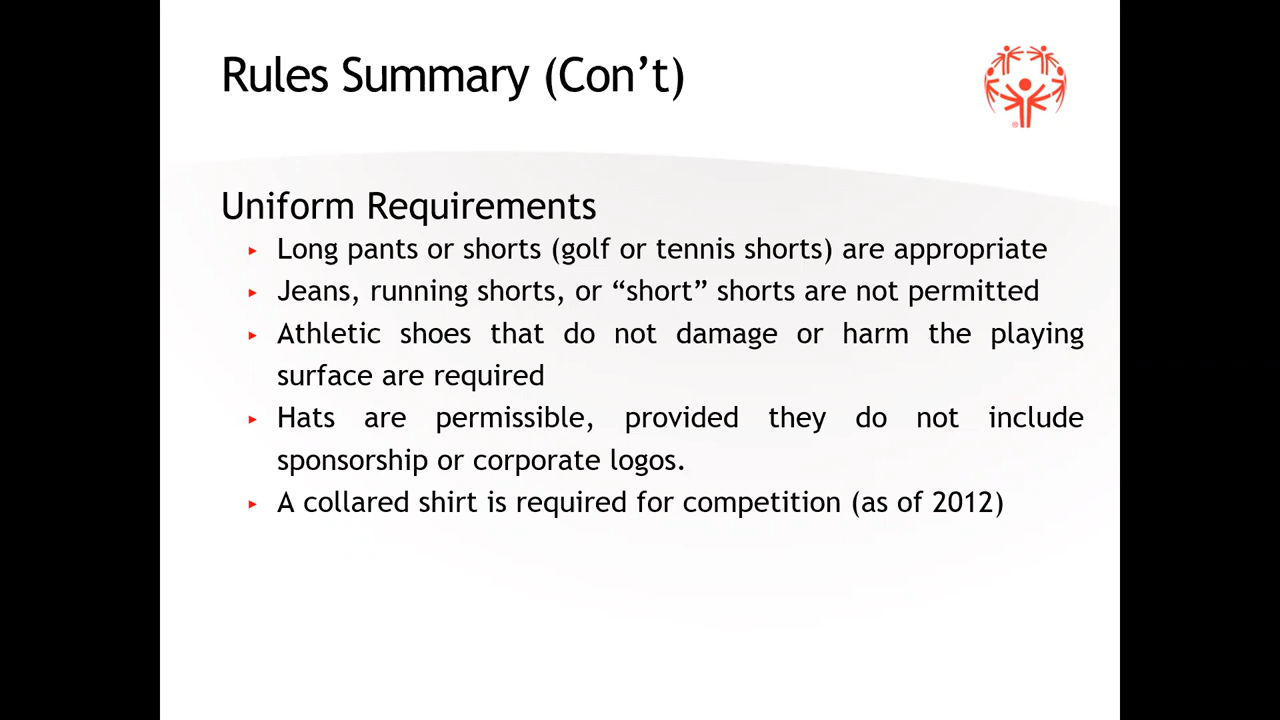 Rules Summary (Con’t)
Uniform Requirements
Long pants or shorts (golf or tennis shorts) are appropriate
Jeans, running shorts, or “short” shorts are not permitted
Athletic shoes that do not damage or harm the playing
surface are required
Hats are permissible, provided they do not include
sponsorship or corporate logos.
A collared shirt is required for competition (as of 2012)